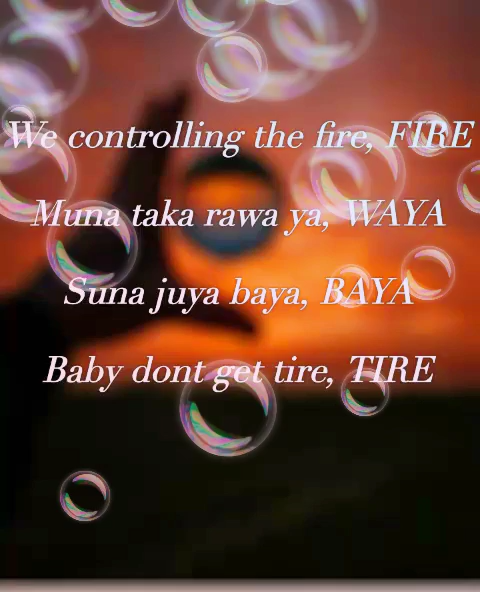 We controlling the fire, FIRE
Muna taka rawa ya, WAYA
Suna juya baya, BAYA
Baby dont get tire, TIRE